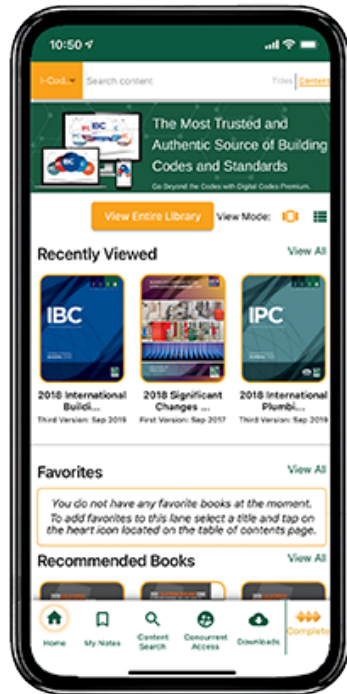 10:50
I-Cod..
Search content
Titles | Content
The Most Trusted and
Authentic Source of Building
Codes and Standards
Go Beyond the Codes with Digital Codes Premium.
View Entire Library
View Mode:
Recently Viewed
View All
IBC
IPC
2018 International
Buildi...
Third Version: Sep 2019
2018 Significant
Changes ...
First Version: Sep 2017
2018 International
Plumbi...
Third Version: Sep 2019
Favorites
View All
You do not have any favorite books at the moment.
To add favorites to this lane select a title and tap on
the heart icon located on the table of contents page.
Recommended Books
View All
Home
My Notes
Content
Search
Concurrent
Access
Downloads
Complete